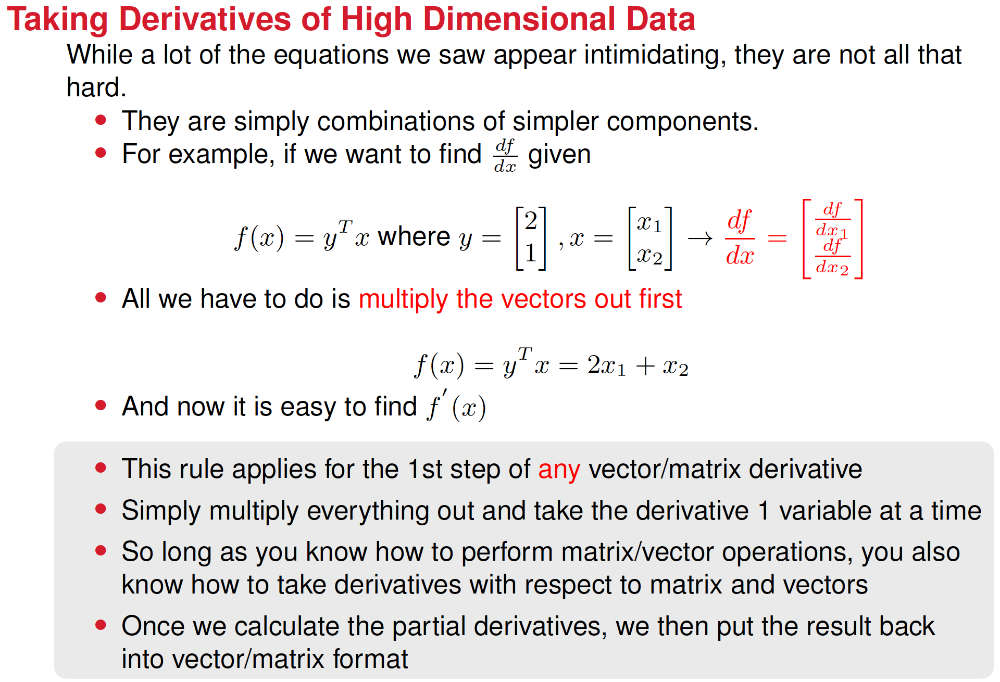 Taking Derivatives of High Dimensional Data
While a lot of the equations we saw appear intimidating, they are not all that
hard.
• They are simply combinations of simpler components.
• For example, if we want to find $\frac{df}{dx}$ given
$f(x) = y^T x$ where $y = \begin{bmatrix} 2 \\ 1 \end{bmatrix}, x = \begin{bmatrix} x_1 \\ x_2 \end{bmatrix} \rightarrow \frac{df}{dx} = \begin{bmatrix} \frac{df}{dx_1} \\ \frac{df}{dx_2} \end{bmatrix}$
• All we have to do is multiply the vectors out first
$f(x) = y^T x = 2x_1 + x_2$
• And now it is easy to find $f'(x)$
• This rule applies for the 1st step of any vector/matrix derivative
• Simply multiply everything out and take the derivative 1 variable at a time
• So long as you know how to perform matrix/vector operations, you also
know how to take derivatives with respect to matrix and vectors
• Once we calculate the partial derivatives, we then put the result back
into vector/matrix format